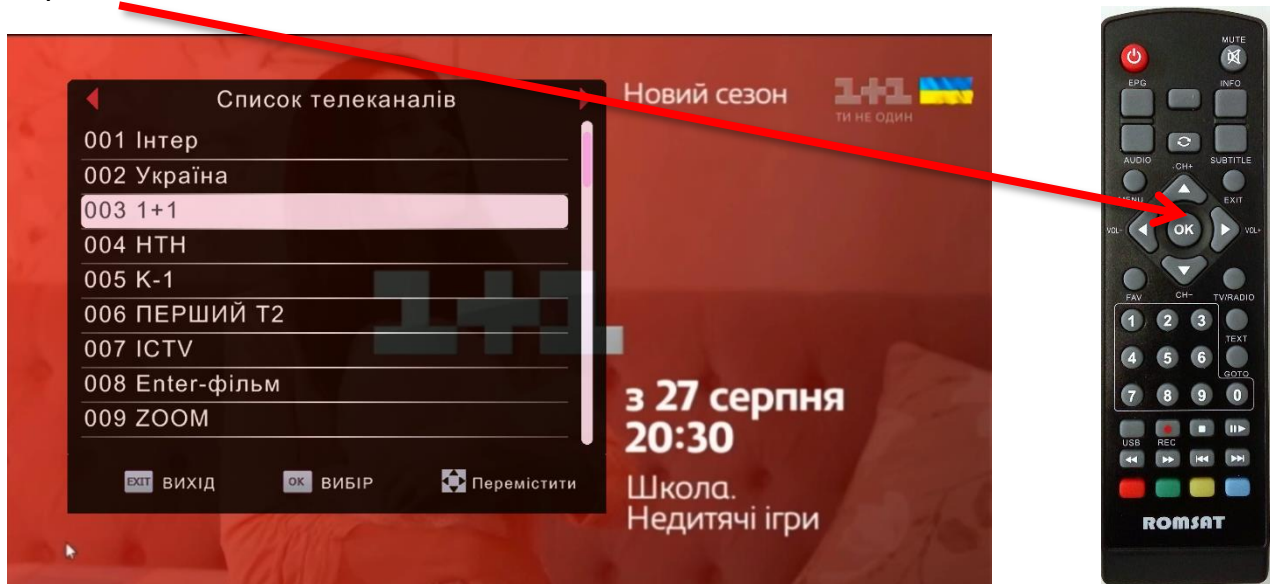 Список телеканалів
001 Інтер
002 Україна
003 1+1
004 НТН
005 К-1
006 ПЕРШИЙ Т2
007 ICTV
008 Enter-фільм
009 ZOOM
EXIT ВИХІД
OK ВИБІР
Перемістити
Новий сезон
1+1
ТИ НЕ ОДИН
1+1
з 27 серпня
20:30
Школа.
Недитячі ігри
MUTE
EPG INFO
AUDIO SUBTITLE
CH+
MENU EXIT
VOL- OK VOL+
FAV CH- TV/RADIO
1 2 3
TEXT
4 5 6
GOTO
7 8 9 0
USB REC
ROMSAT